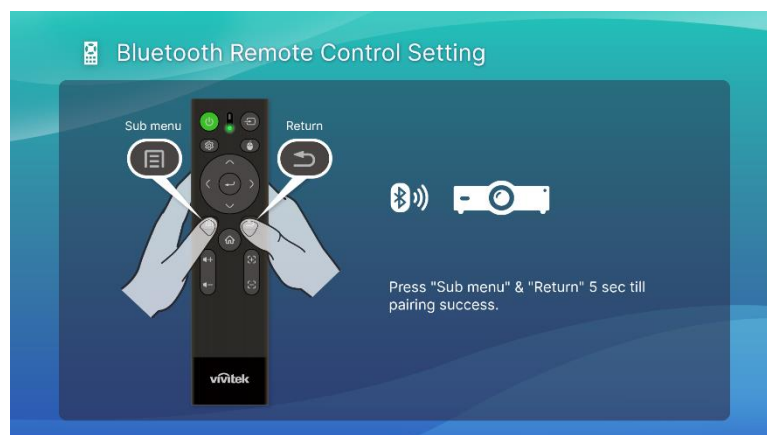 Bluetooth Remote Control Setting
Sub menu
Return
Press "Sub menu" & "Return" 5 sec till
pairing success.
vivitek